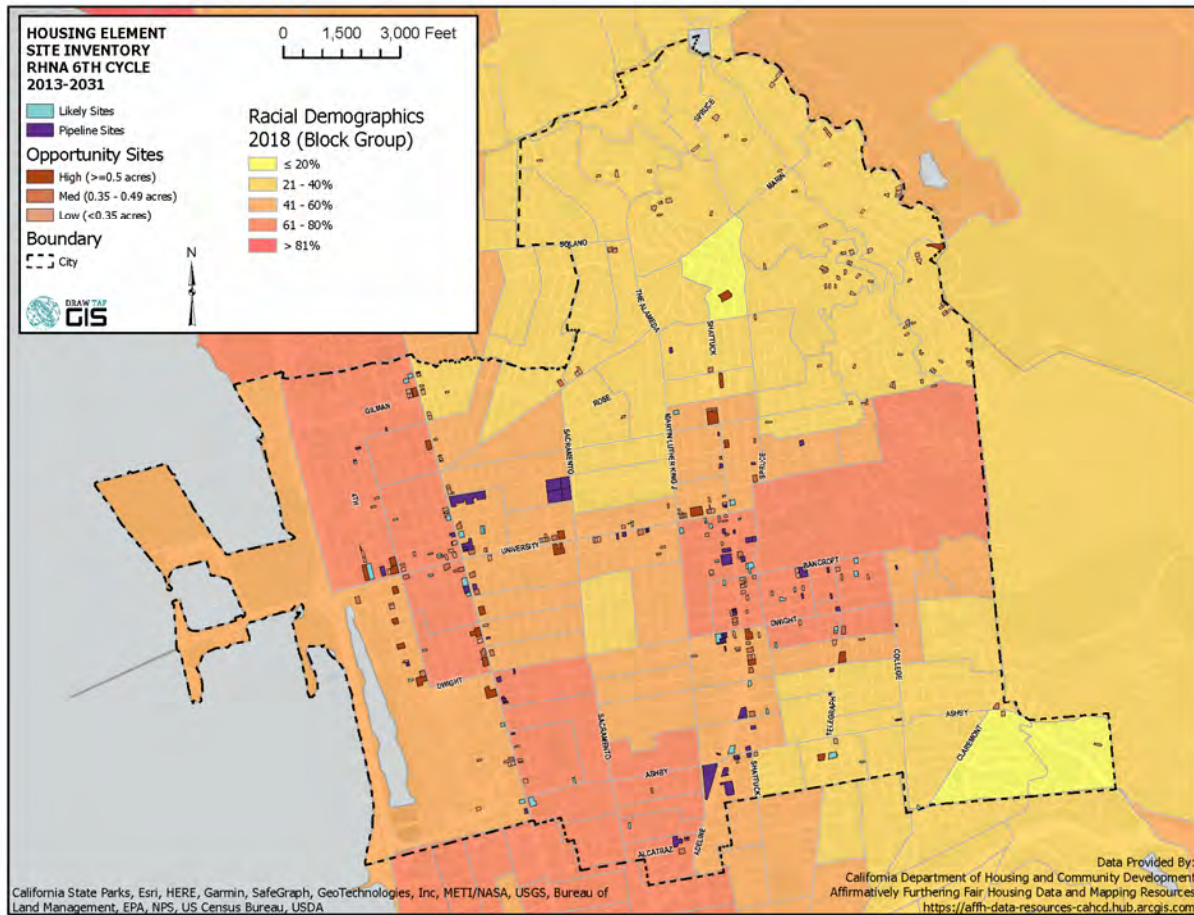 HOUSING ELEMENT
SITE INVENTORY
RHNA 6TH CYCLE
2013-2031
Likely Sites
Pipeline Sites
Opportunity Sites
High (>=0.5 acres)
Med (0.35 - 0.49 acres)
Low (<0.35 acres)
Boundary
City
DRAW TAP
GIS
N
0 1,500 3,000 Feet
Racial Demographics
2018 (Block Group)
≤ 20%
21 - 40%
41 - 60%
61 - 80%
> 81%
SPRUCE
MARIN
SOLANO
THE ALAMEDA
SHATTUCK
GILMAN
ROSE
SACRAMENTO
MARTIN LUTHER KING J
SPRUCE
4TH
UNIVERSITY
BANCROFT
DWIGHT
DWIGHT
COLLEGE
SACRAMENTO
TELEGRAPH
ASHBY
CLAREMONT
ASHBY
SHATTUCK
ADELINE
ALCATRAZ
California State Parks, Esri, HERE, Garmin, SafeGraph, GeoTechnologies, Inc, METI/NASA, USGS, Bureau of
Land Management, EPA, NPS, US Census Bureau, USDA
Data Provided By:
California Department of Housing and Community Development
Affirmatively Furthering Fair Housing Data and Mapping Resources
https://affh-data-resources-cahcd.hub.arcgis.com